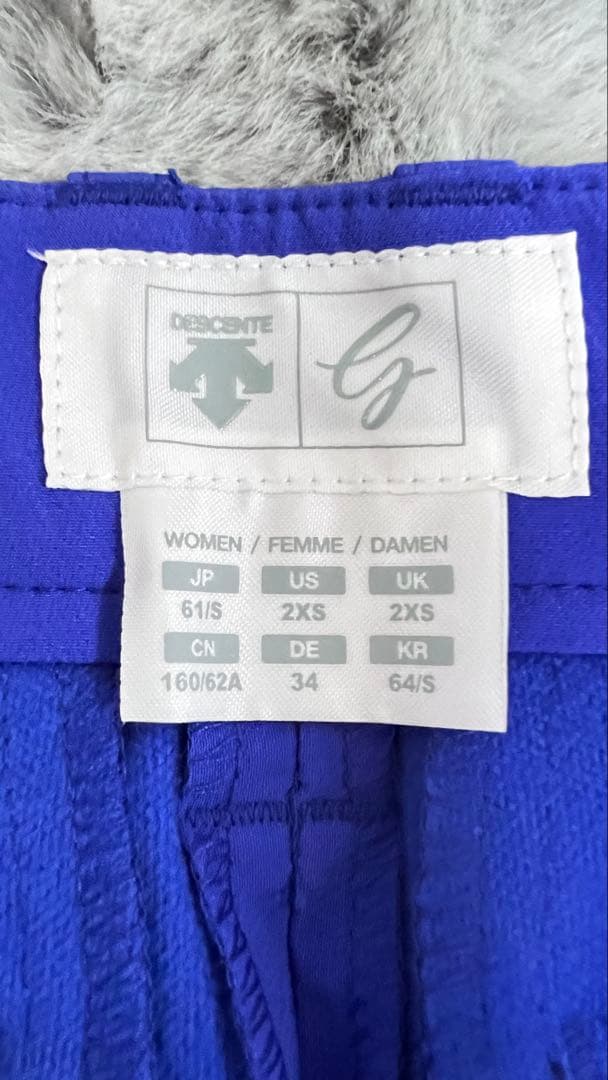 DESCENTE
G
WOMEN / FEMME / DAMEN
JP US UK
61/S 2XS 2XS
CN DE KR
160/62A 34 64/S